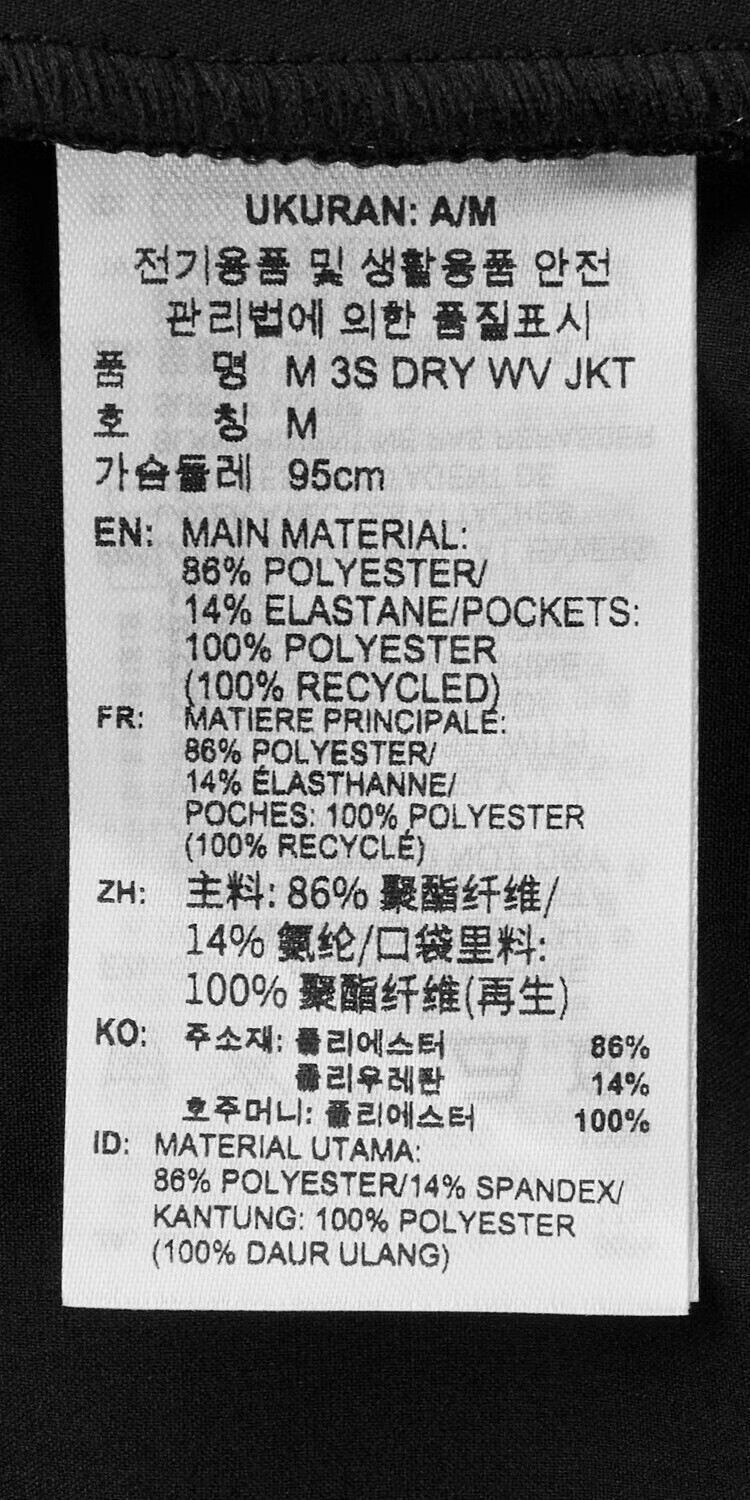 UKURAN: A/M
전기용품 및 생활용품 안전
관리법에 의한 품질표시
품 명 M 3S DRY WV JKT
호 칭 M
가슴둘레 95cm
EN: MAIN MATERIAL:
86% POLYESTER/
14% ELASTANE/POCKETS:
100% POLYESTER
(100% RECYCLED)
FR: MATIERE PRINCIPALE:
86% POLYESTER/
14% ÉLASTHANNE/
POCHES: 100% POLYESTER
(100% RECYCLÉ)
ZH: 主料: 86% 聚酯纤维/
14% 氨纶/口袋里料:
100% 聚酯纤维(再生)
KO: 주소재: 폴리에스터 86%
폴리우레탄 14%
호주머니: 폴리에스터 100%
ID: MATERIAL UTAMA:
86% POLYESTER/14% SPANDEX/
KANTUNG: 100% POLYESTER
(100% DAUR ULANG)